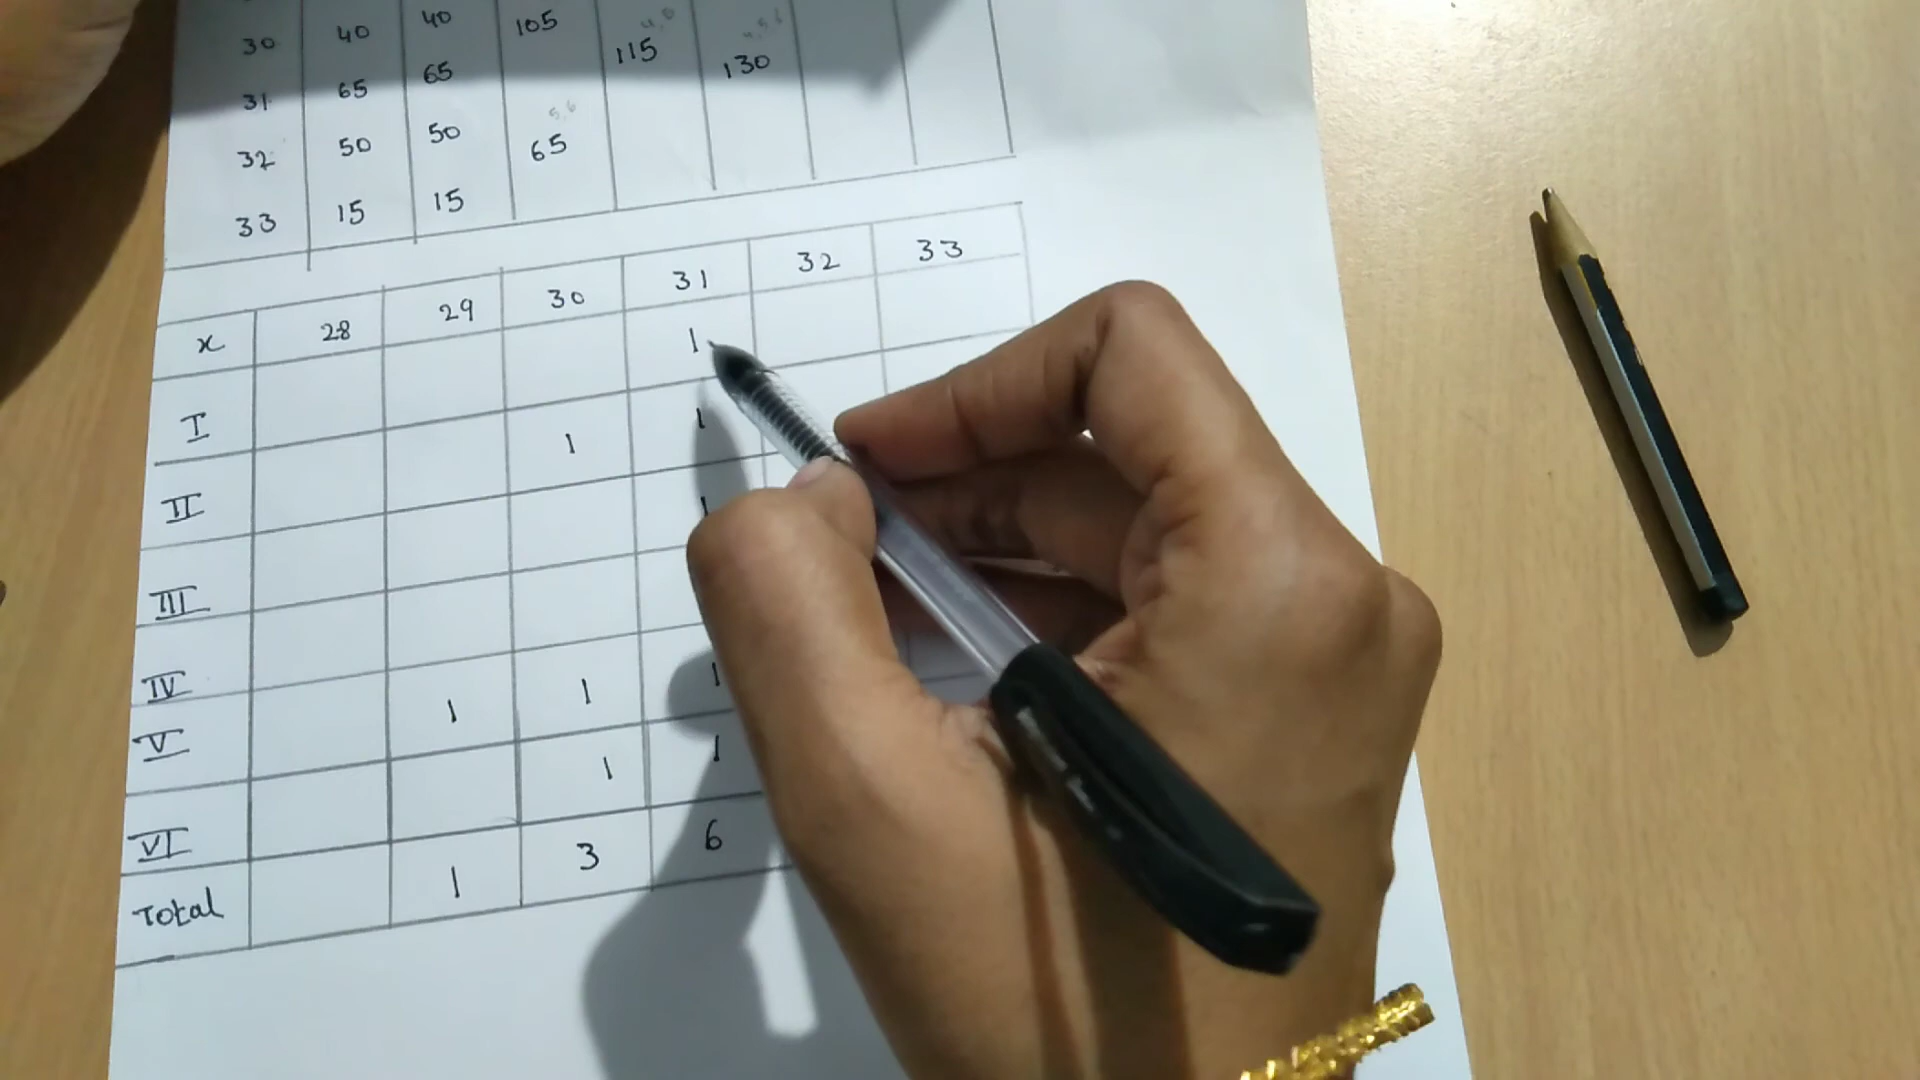 30 40 40 105 115 130
31 65 65
32 50 50 65
33 15 15
x 28 29 30 31 32 33
I 1
II 1 1
III 1
IV
V 1 1 1
VI 1 1
Total 1 3 6